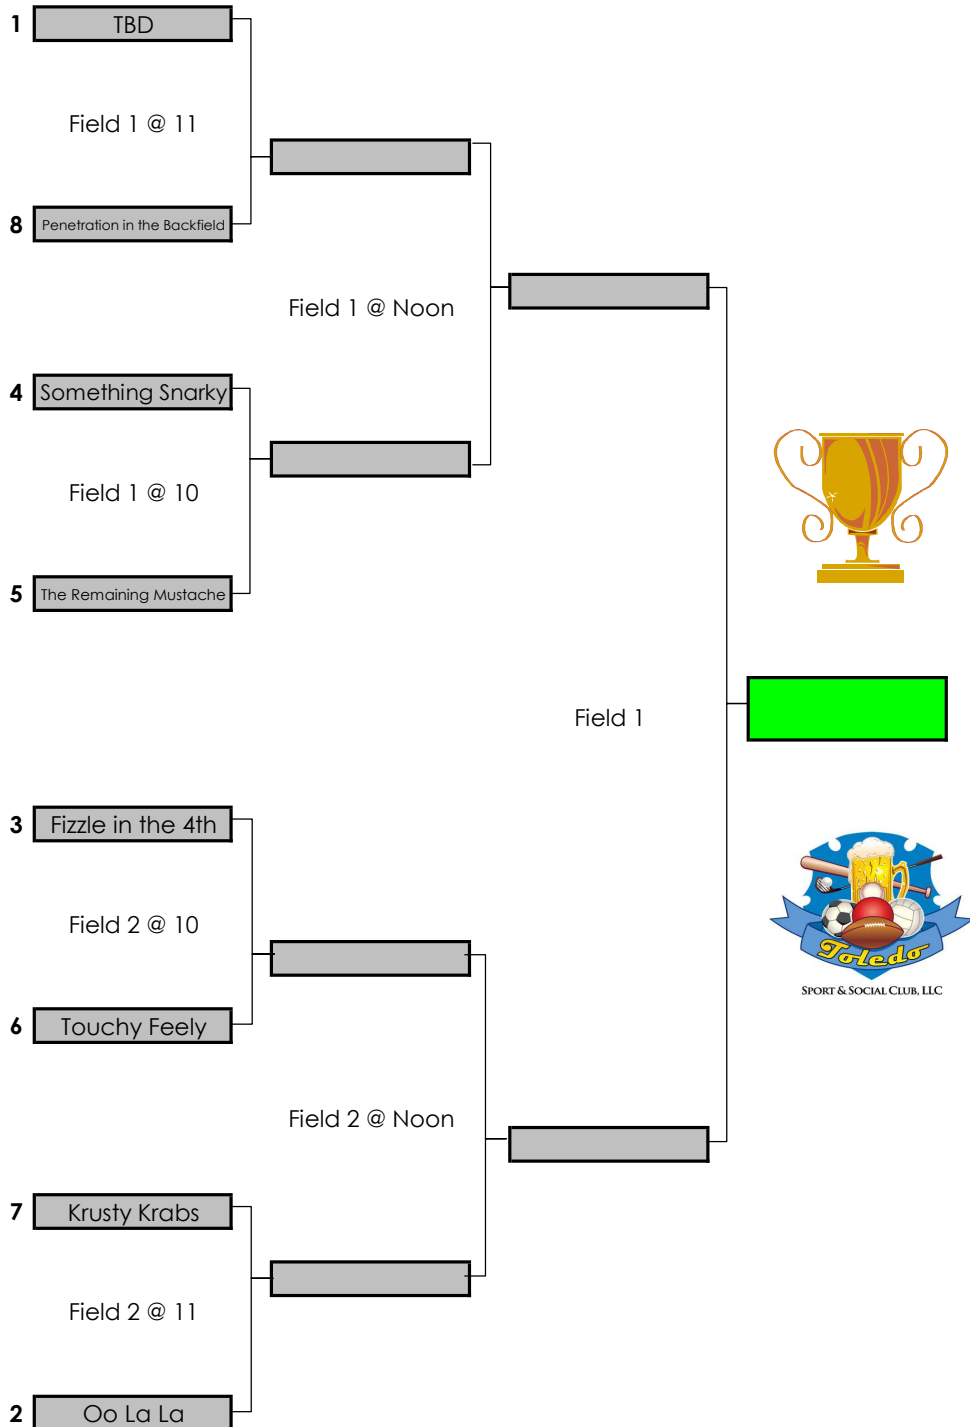 1 TBD
Field 1 @ 11
8 Penetration in the Backfield
Field 1 @ Noon
4 Something Snarky
Field 1 @ 10
5 The Remaining Mustache
Field 1
3 Fizzle in the 4th
Field 2 @ 10
Toledo
SPORT & SOCIAL CLUB, LLC
6 Touchy Feely
Field 2 @ Noon
7 Krusty Krabs
Field 2 @ 11
2 Oo La La